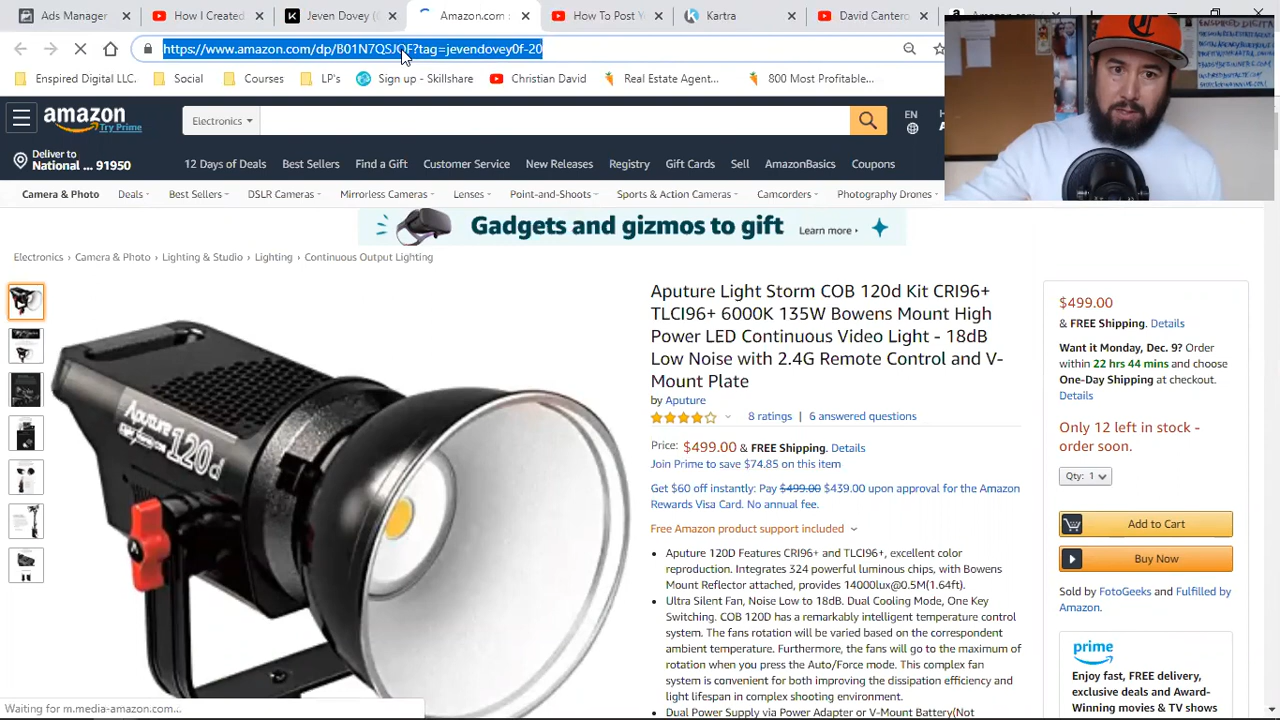 Ads Manager
How I Created
Jeven Dovey (
Amazon.com
How To Post
Kartra
David Cantero
https://www.amazon.com/dp/B01N7QSJQF?tag=jevendovey0f-20
Enspired Digital LLC.
Social
Courses
LP's
Sign up - Skillshare
Christian David
Real Estate Agent...
800 Most Profitable...
amazon
Try Prime
Electronics
EN
Deliver to
National ... 91950
12 Days of Deals
Best Sellers
Find a Gift
Customer Service
New Releases
Registry
Gift Cards
Sell
AmazonBasics
Coupons
Camera & Photo
Deals
Best Sellers
DSLR Cameras
Mirrorless Cameras
Lenses
Point-and-Shoots
Sports & Action Cameras
Camcorders
Photography Drones
Gadgets and gizmos to gift
Learn more ›
Electronics › Camera & Photo › Lighting & Studio › Lighting › Continuous Output Lighting
Aputure
120d
Aputure Light Storm COB 120d Kit CRI96+
TLCI96+ 6000K 135W Bowens Mount High
Power LED Continuous Video Light - 18dB
Low Noise with 2.4G Remote Control and V-
Mount Plate
by Aputure
8 ratings | 6 answered questions
Price: $499.00 & FREE Shipping. Details
Join Prime to save $74.85 on this item
Get $60 off instantly: Pay $499.00 $439.00 upon approval for the Amazon
Rewards Visa Card. No annual fee.
Free Amazon product support included
• Aputure 120D Features CRI96+ and TLCI96+, excellent color
reproduction. Integrates 324 powerful luminous chips, with Bowens
Mount Reflector attached, provides 14000lux@0.5M(1.64ft).
• Ultra Silent Fan, Noise Low to 18dB. Dual Cooling Mode, One Key
Switching. COB 120D has a remarkably intelligent temperature control
system. The fans rotation will be varied based on the correspondent
ambient temperature. Furthermore, the fans will go to the maximum of
rotation when you press the Auto/Force mode. This complex fan
system is convenient for both improving the dissipation efficiency and
light lifespan in complex shooting environment.
• Dual Power Supply via Power Adapter or V-Mount Battery(Not
$499.00
& FREE Shipping. Details
Want it Monday, Dec. 9? Order
within 22 hrs 44 mins and choose
One-Day Shipping at checkout.
Details
Only 12 left in stock -
order soon.
Qty: 1
Add to Cart
Buy Now
Sold by FotoGeeks and Fulfilled by
Amazon.
prime
Enjoy fast, FREE delivery,
exclusive deals and Award-
Winning movies & TV shows
Waiting for m.media-amazon.com...